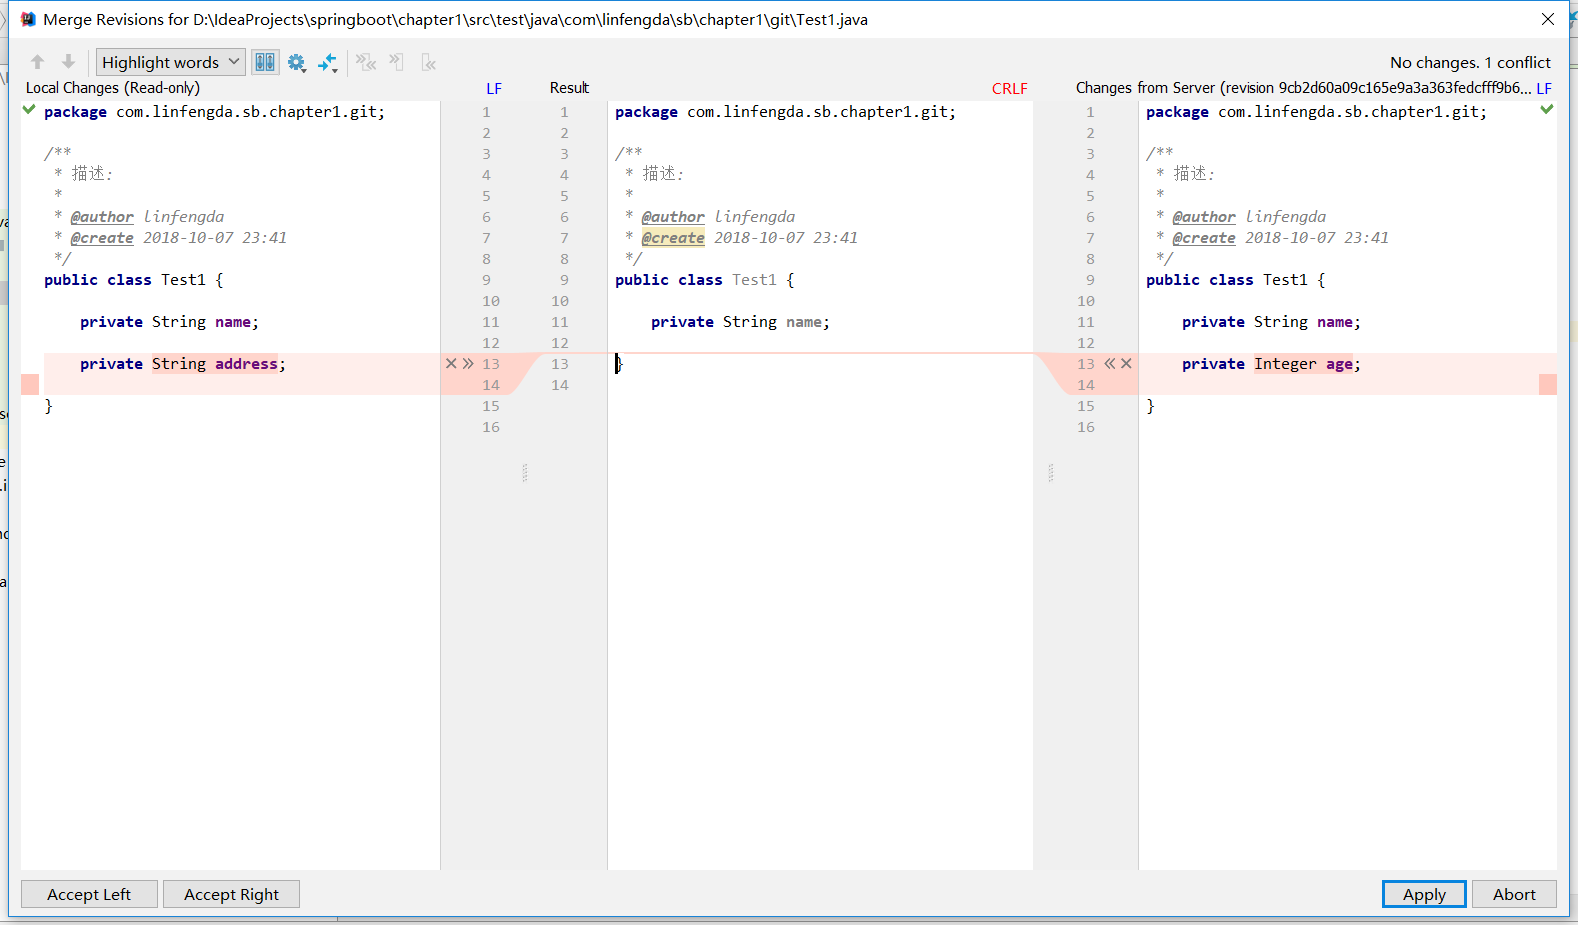 Merge Revisions for D:\IdeaProjects\springboot\chapter1\src\test\java\com\linfengda\sb\chapter1\git\Test1.java
Highlight words
No changes. 1 conflict
Local Changes (Read-only)
LF
Result
CRLF
Changes from Server (revision 9cb2d60a09c165e9a3a363fedcfff9b6... LF
package com.linfengda.sb.chapter1.git;
/**
* 描述:
*
* @author linfengda
* @create 2018-10-07 23:41
*/
public class Test1 {
private String name;
private String address;
}
1
2
3
4
5
6
7
8
9
10
11
12
13
14
15
16
1
2
3
4
5
6
7
8
9
10
11
12
13
14
package com.linfengda.sb.chapter1.git;
/**
* 描述:
*
* @author linfengda
* @create 2018-10-07 23:41
*/
public class Test1 {
private String name;
}
1
2
3
4
5
6
7
8
9
10
11
12
13
14
15
16
package com.linfengda.sb.chapter1.git;
/**
* 描述:
*
* @author linfengda
* @create 2018-10-07 23:41
*/
public class Test1 {
private String name;
private Integer age;
}
Accept Left
Accept Right
Apply
Abort